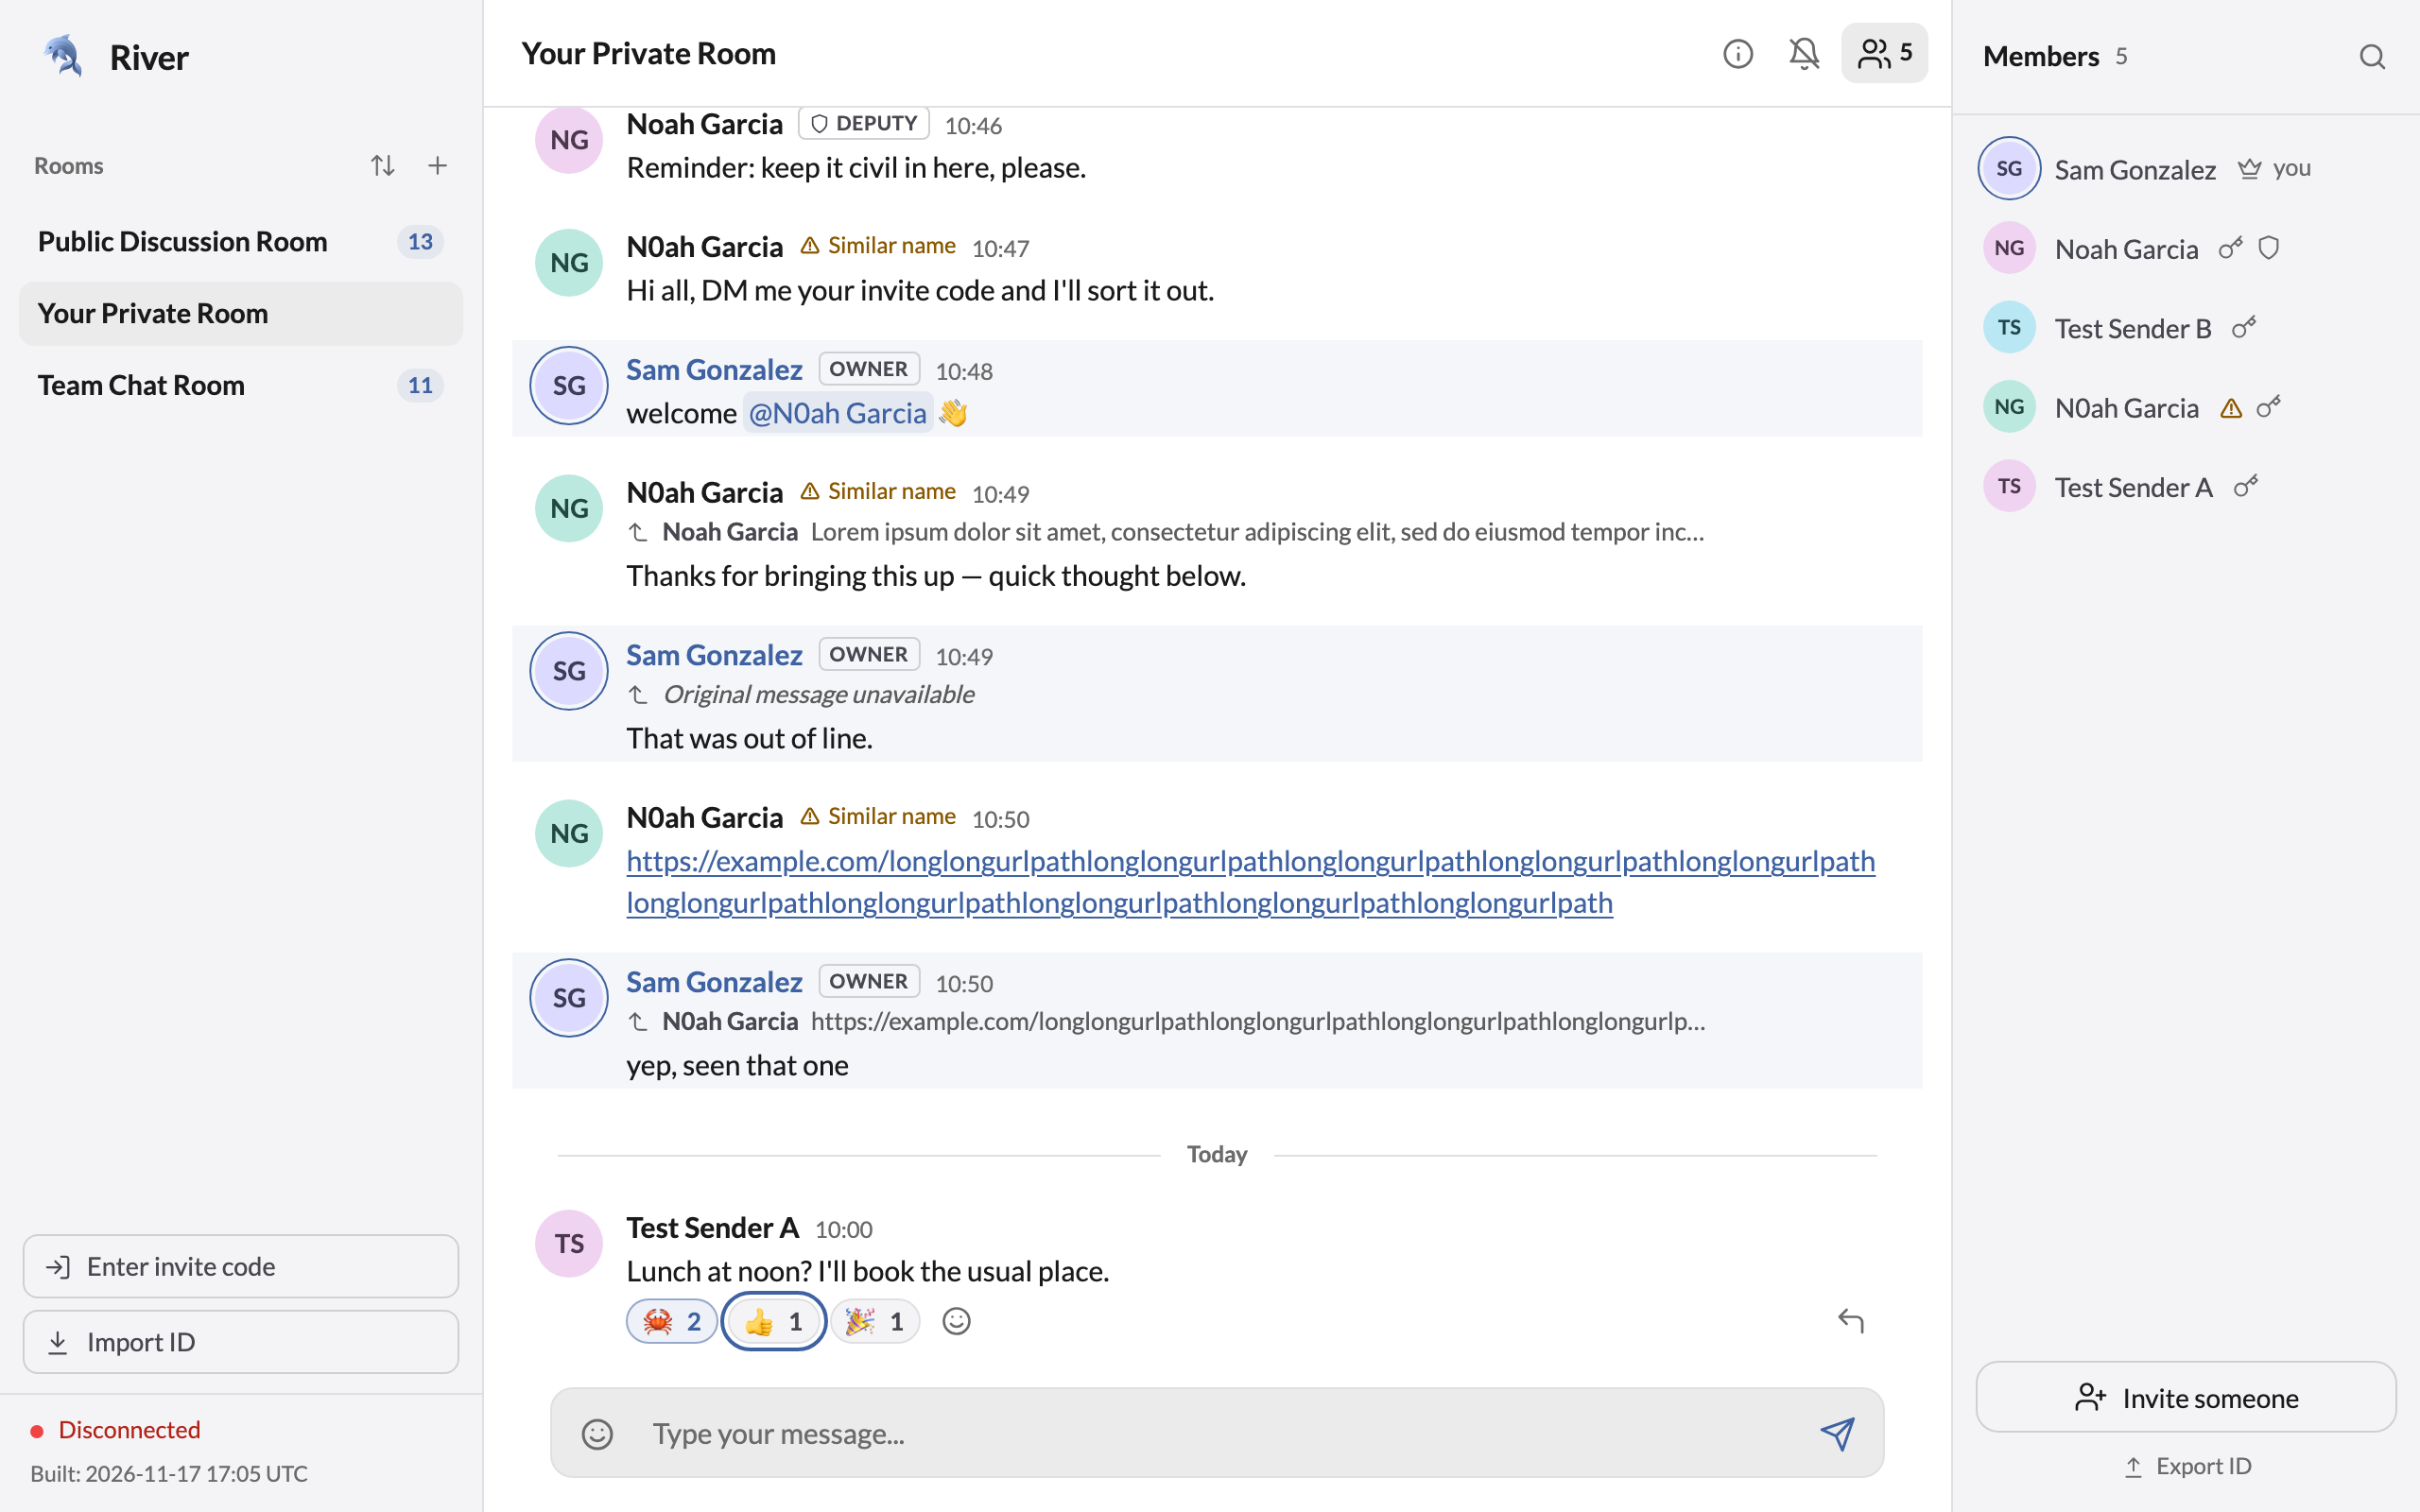 River
Rooms
Public Discussion Room 13
Your Private Room
Team Chat Room 11
Enter invite code
Import ID
Disconnected
Built: 2026-11-17 17:05 UTC
Your Private Room 5
NG Noah Garcia DEPUTY 10:46
Reminder: keep it civil in here, please.
NG N0ah Garcia Similar name 10:47
Hi all, DM me your invite code and I'll sort it out.
SG Sam Gonzalez OWNER 10:48
welcome @N0ah Garcia 👋
NG N0ah Garcia Similar name 10:49
Noah Garcia Lorem ipsum dolor sit amet, consectetur adipiscing elit, sed do eiusmod tempor inc...
Thanks for bringing this up — quick thought below.
SG Sam Gonzalez OWNER 10:49
Original message unavailable
That was out of line.
NG N0ah Garcia Similar name 10:50
https://example.com/longlongurlpathlonglongurlpathlonglongurlpathlonglongurlpathlonglongurlpath
longlongurlpathlonglongurlpathlonglongurlpathlonglongurlpathlonglongurlpath
SG Sam Gonzalez OWNER 10:50
N0ah Garcia https://example.com/longlongurlpathlonglongurlpathlonglongurlpathlonglongurlp...
yep, seen that one
Today
TS Test Sender A 10:00
Lunch at noon? I'll book the usual place.
🦀 2 👍 1 🎉 1
Type your message...
Members 5
SG Sam Gonzalez you
NG Noah Garcia
TS Test Sender B
NG N0ah Garcia
TS Test Sender A
Invite someone
Export ID